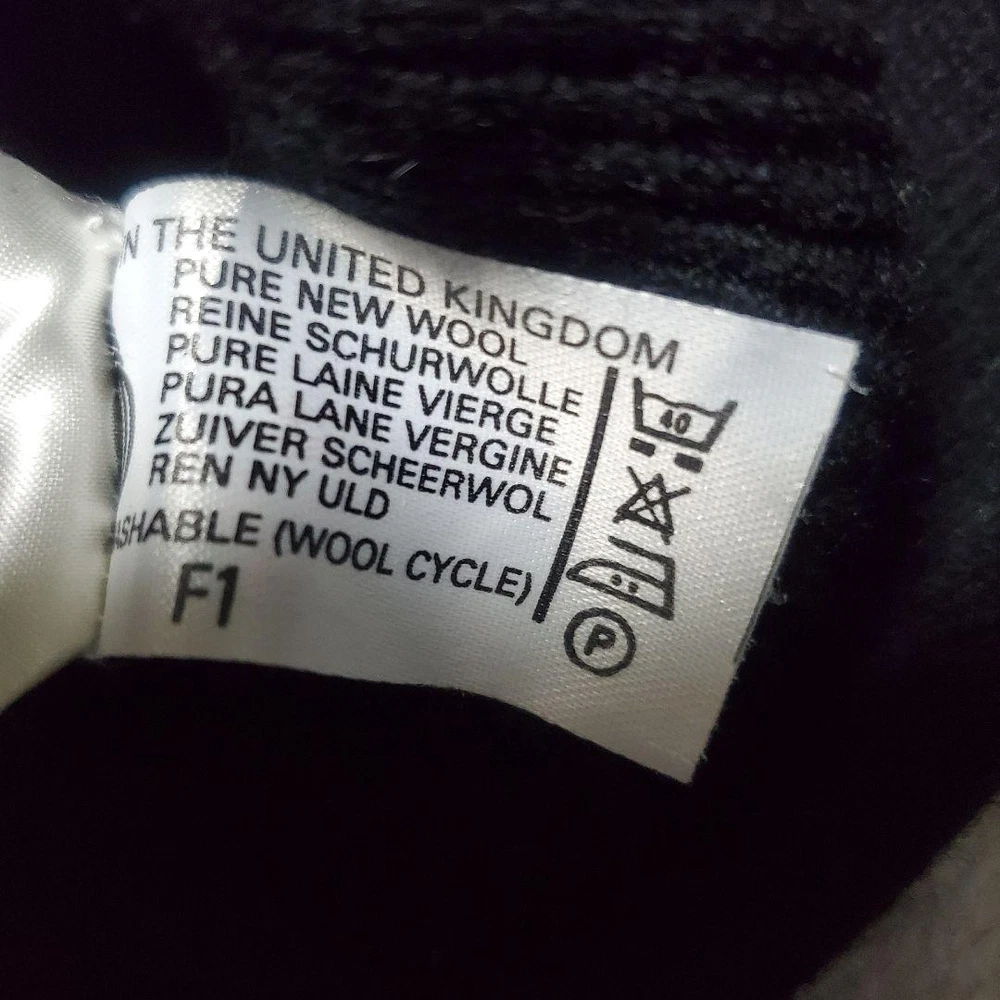 IN THE UNITED KINGDOM
PURE NEW WOOL
REINE SCHURWOLLE
PURE LAINE VIERGE
PURA LANE VERGINE
ZUIVER SCHEERWOL
REN NY ULD
ASHABLE (WOOL CYCLE)
F1
40
P